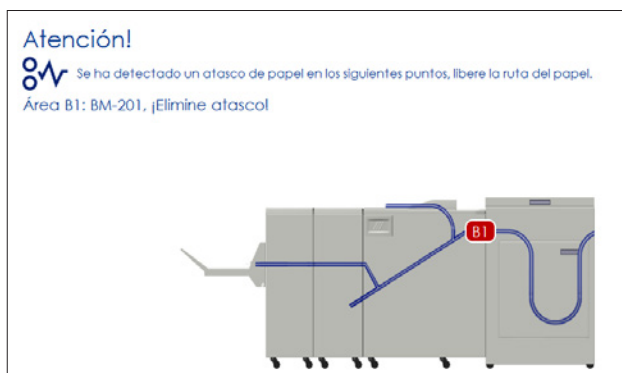 Atención!
Se ha detectado un atasco de papel en los siguientes puntos, libere la ruta del papel.
Área B1: BM-201, ¡Elimine atasco!
B1